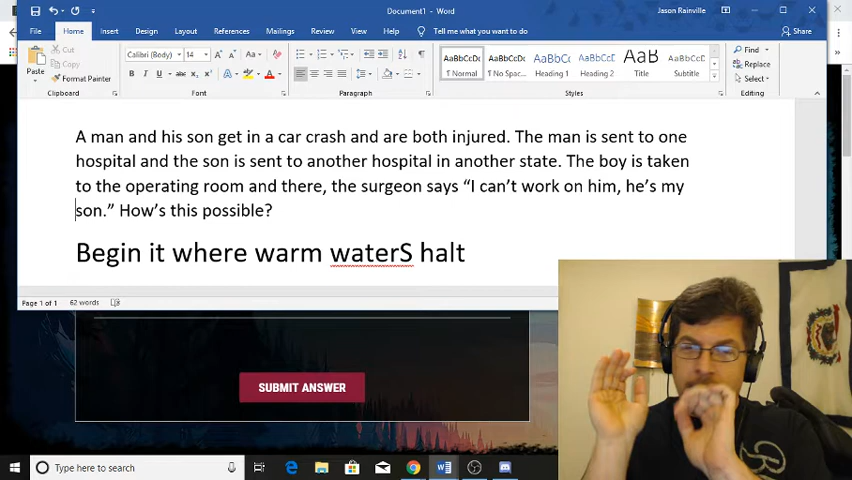 Document1 - Word
Jason Rainville
File Home Insert Design Layout References Mailings Review View Help Tell me what you want to do Share
Cut
Copy
Format Painter
Paste
Clipboard
Calibri (Body) 14
Font
Paragraph
AaBbCcDc AaBbCcDc AaBbCc AaBbCc AaB AaBbCcC
¶ Normal ¶ No Spac... Heading 1 Heading 2 Title Subtitle
Styles
Find
Replace
Select
Editing
A man and his son get in a car crash and are both injured. The man is sent to one
hospital and the son is sent to another hospital in another state. The boy is taken
to the operating room and there, the surgeon says “I can’t work on him, he’s my
son.” How’s this possible?
Begin it where warm waterS halt
Page 1 of 1 62 words
SUBMIT ANSWER
Type here to search